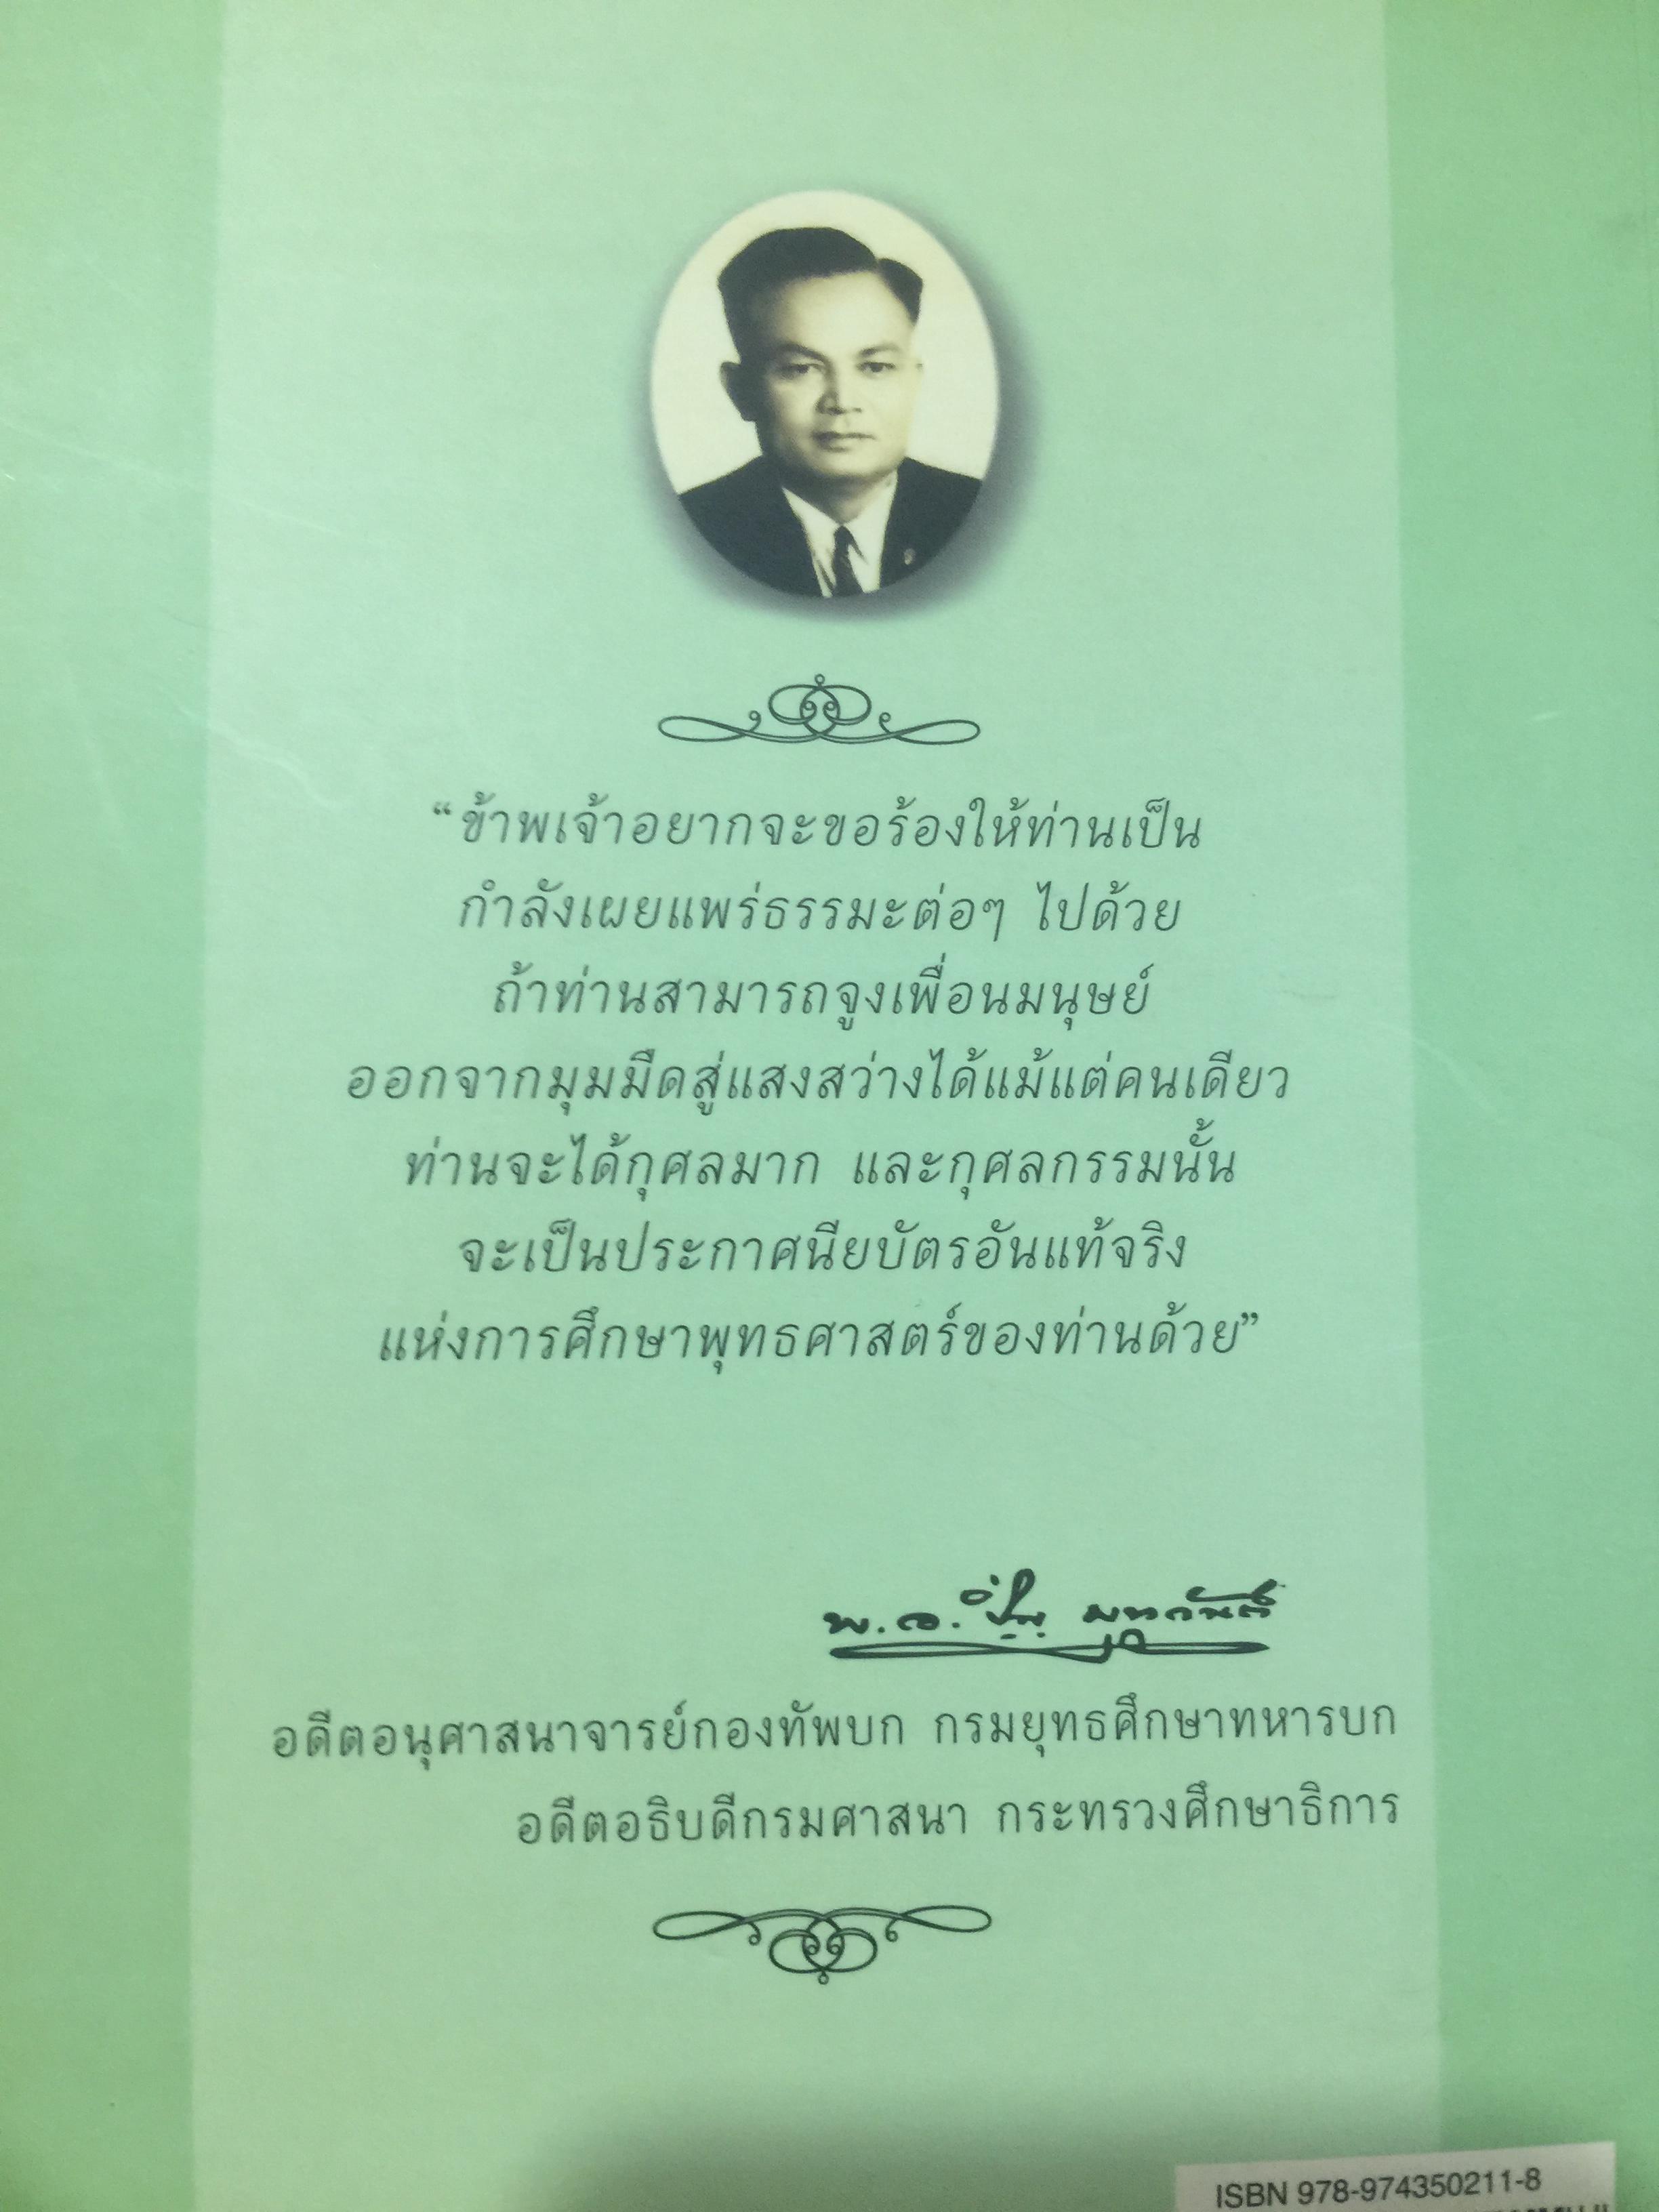 “ข้าพเจ้าอยากจะขอร้องให้ท่านเป็น
กำลังเผยแพร่ธรรมะต่อๆ ไปด้วย
ถ้าท่านสามารถจูงเพื่อนมนุษย์
ออกจากมุมมืดสู่แสงสว่างได้แม้แต่คนเดียว
ท่านจะได้กุศลมาก และกุศลกรรมนั้น
จะเป็นประกาศนียบัตรอันแท้จริง
แห่งการศึกษาพุทธศาสตร์ของท่านด้วย”
พ.อ. ปิ่น มุทุกันต์
อดีตอนุศาสนาจารย์กองทัพบก กรมยุทธศึกษาทหารบก
อดีตอธิบดีกรมศาสนา กระทรวงศึกษาธิการ
ISBN 978-974350211-8